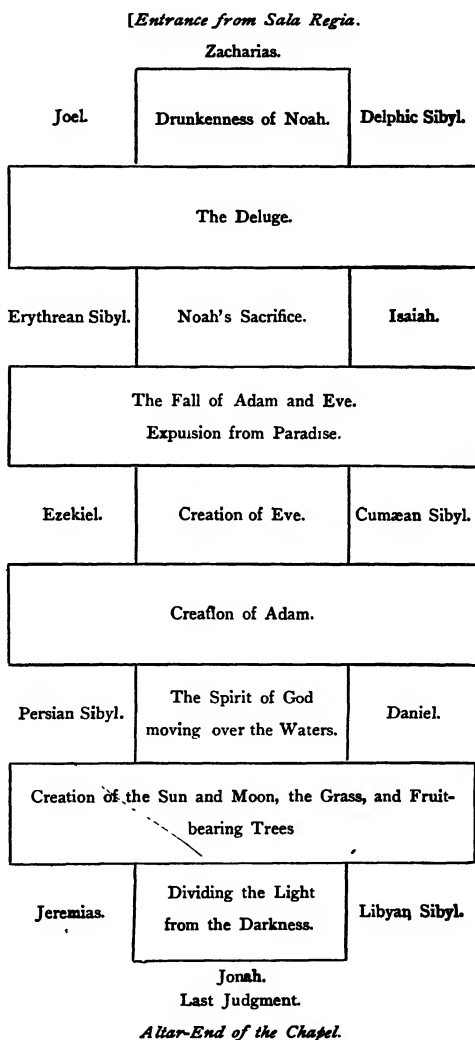 [Entrance from Sala Regia.
Zacharias.
Joel. Drunkenness of Noah. Delphic Sibyl.
The Deluge.
Erythrean Sibyl. Noah's Sacrifice. Isaiah.
The Fall of Adam and Eve.
Expulsion from Paradise.
Ezekiel. Creation of Eve. Cumæan Sibyl.
Creation of Adam.
The Spirit of God
Persian Sibyl. moving over the Waters. Daniel.
Creation of the Sun and Moon, the Grass, and Fruit-
bearing Trees
Dividing the Light
Jeremias. from the Darkness. Libyan Sibyl.
Jonah.
Last Judgment.
Altar-End of the Chapel.